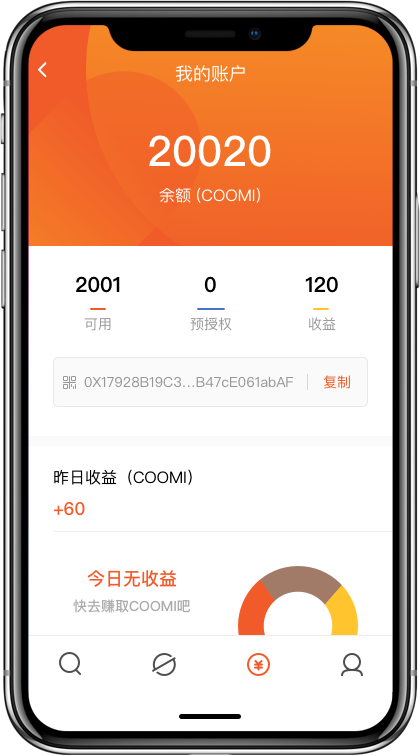 我的账户
20020
余额 (COOMI)
2001 0 120
可用 预授权 收益
0X17928B19C3...B47cE061abAF 复制
昨日收益（COOMI）
+60
今日无收益
快去赚取COOMI吧
¥